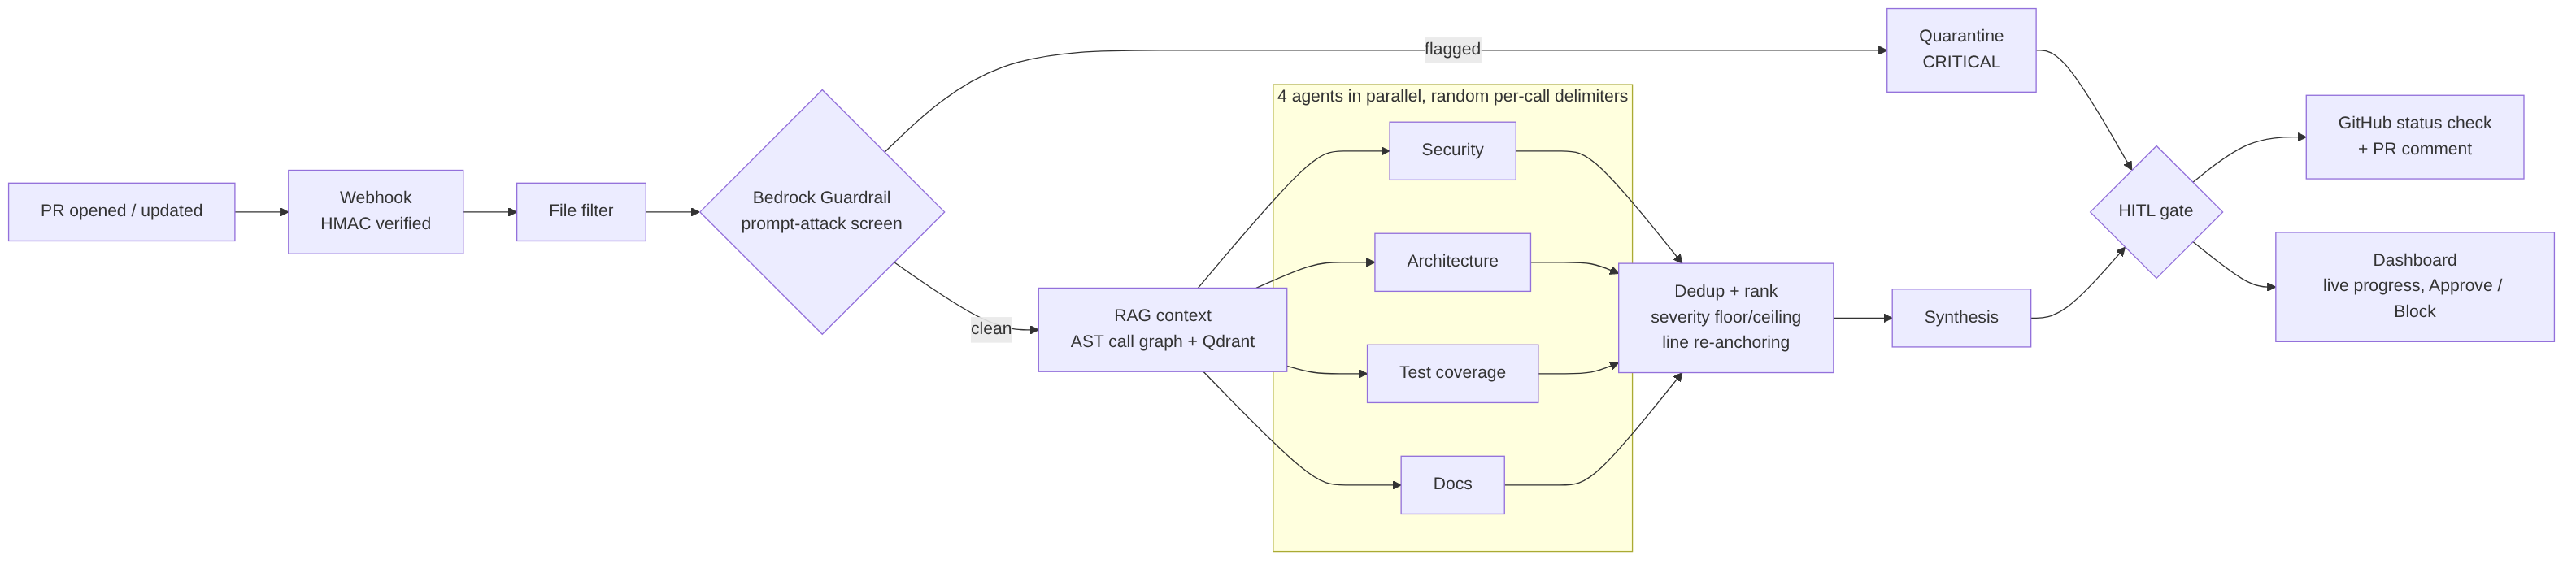 PR opened / updated
Webhook
HMAC verified
File filter
Bedrock Guardrail
prompt-attack screen
flagged
clean
Quarantine
CRITICAL
RAG context
AST call graph + Qdrant
4 agents in parallel, random per-call delimiters
Security
Architecture
Test coverage
Docs
Dedup + rank
severity floor/ceiling
line re-anchoring
Synthesis
HITL gate
GitHub status check
+ PR comment
Dashboard
live progress, Approve /
Block